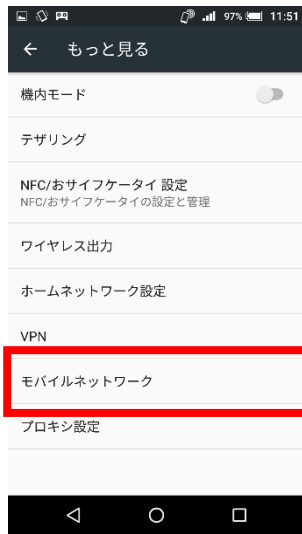 97% 11:51
もっと見る
機内モード
テザリング
NFC/おサイフケータイ 設定
NFC/おサイフケータイの設定と管理
ワイヤレス出力
ホームネットワーク設定
VPN
モバイルネットワーク
プロキシ設定